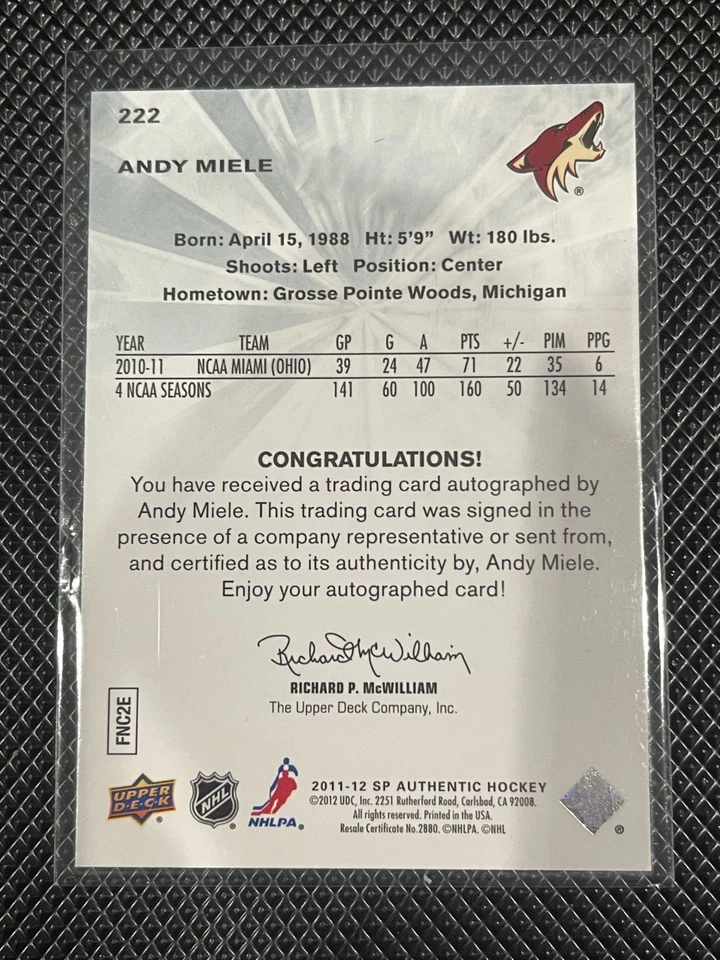 222
ANDY MIELE
®
Born: April 15, 1988 Ht: 5'9" Wt: 180 lbs.
Shoots: Left Position: Center
Hometown: Grosse Pointe Woods, Michigan
YEAR TEAM GP G A PTS +/- PIM PPG
2010-11 NCAA MIAMI (OHIO) 39 24 47 71 22 35 6
4 NCAA SEASONS 141 60 100 160 50 134 14
CONGRATULATIONS!
You have received a trading card autographed by
Andy Miele. This trading card was signed in the
presence of a company representative or sent from,
and certified as to its authenticity by, Andy Miele.
Enjoy your autographed card!
Richard P. McWilliam
RICHARD P. McWILLIAM
The Upper Deck Company, Inc.
FNC2E
UPPER
D·E·C·K
®
NHL
®
NHLPA®
2011-12 SP AUTHENTIC HOCKEY
©2012 UDC, Inc. 2251 Rutherford Road, Carlsbad, CA 92008.
All rights reserved. Printed in the USA.
Resale Certificate No.2880. ©NHLPA. ©NHL
®